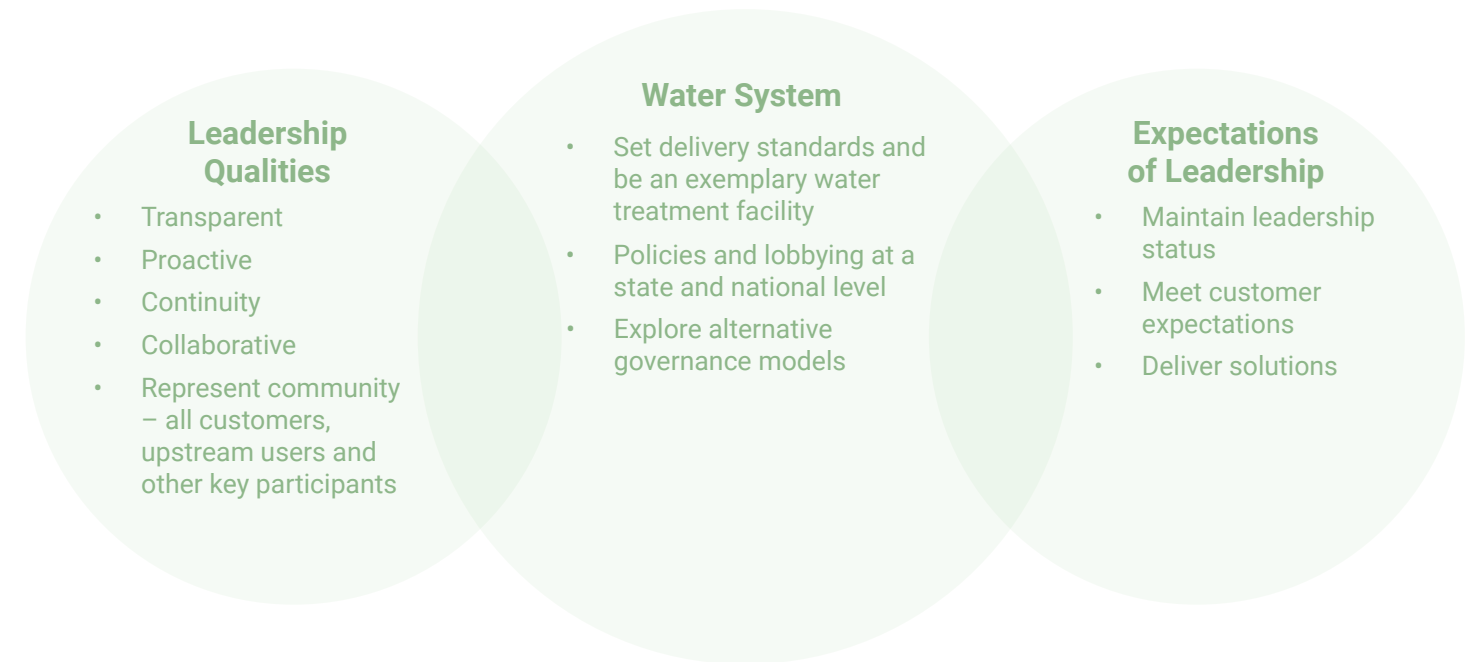 Leadership
Qualities
• Transparent
• Proactive
• Continuity
• Collaborative
• Represent community
– all customers,
upstream users and
other key participants
Water System
• Set delivery standards and
be an exemplary water
treatment facility
• Policies and lobbying at a
state and national level
• Explore alternative
governance models
Expectations
of Leadership
• Maintain leadership
status
• Meet customer
expectations
• Deliver solutions